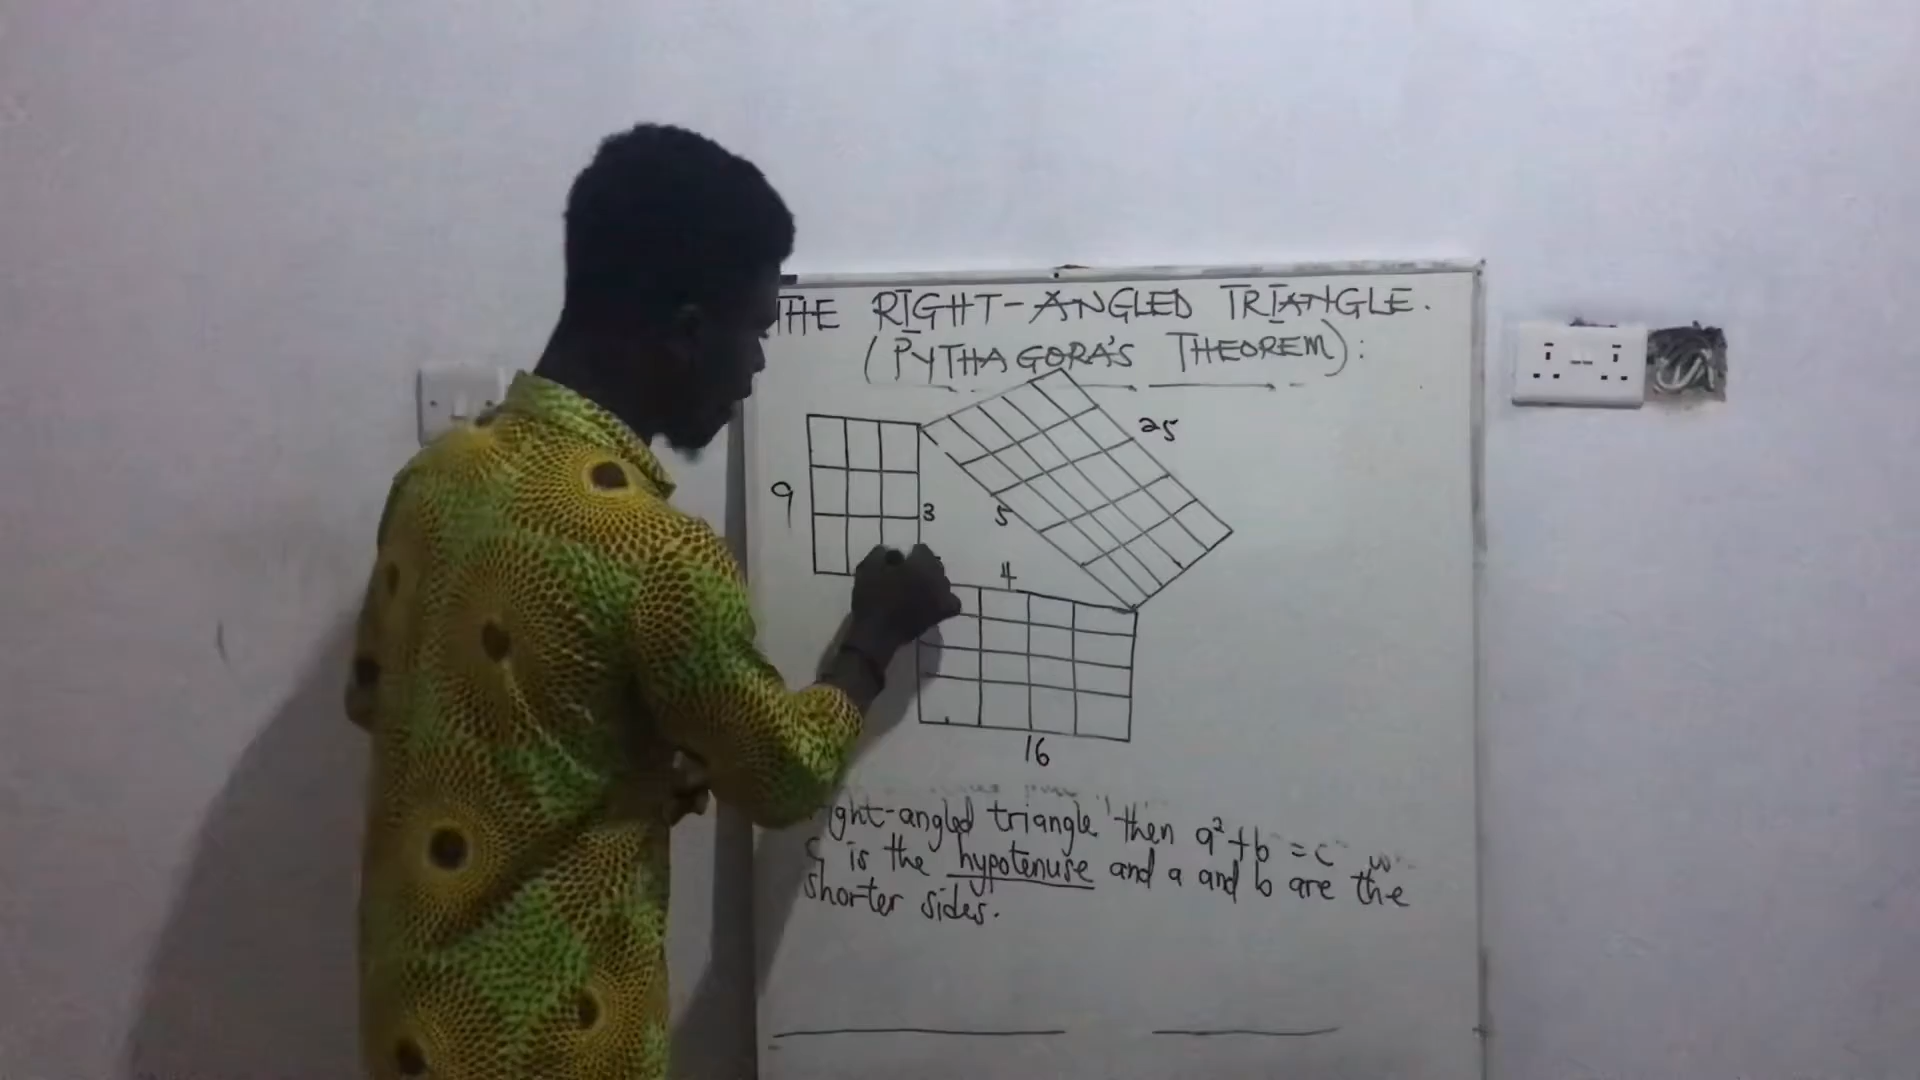 THE RIGHT-ANGLED TRIANGLE.
(PYTHAGORA'S THEOREM):
25
9
3
5
4
16
right-angled triangle then a²+b = c
c is the hypotenuse and a and b are the
shorter sides.